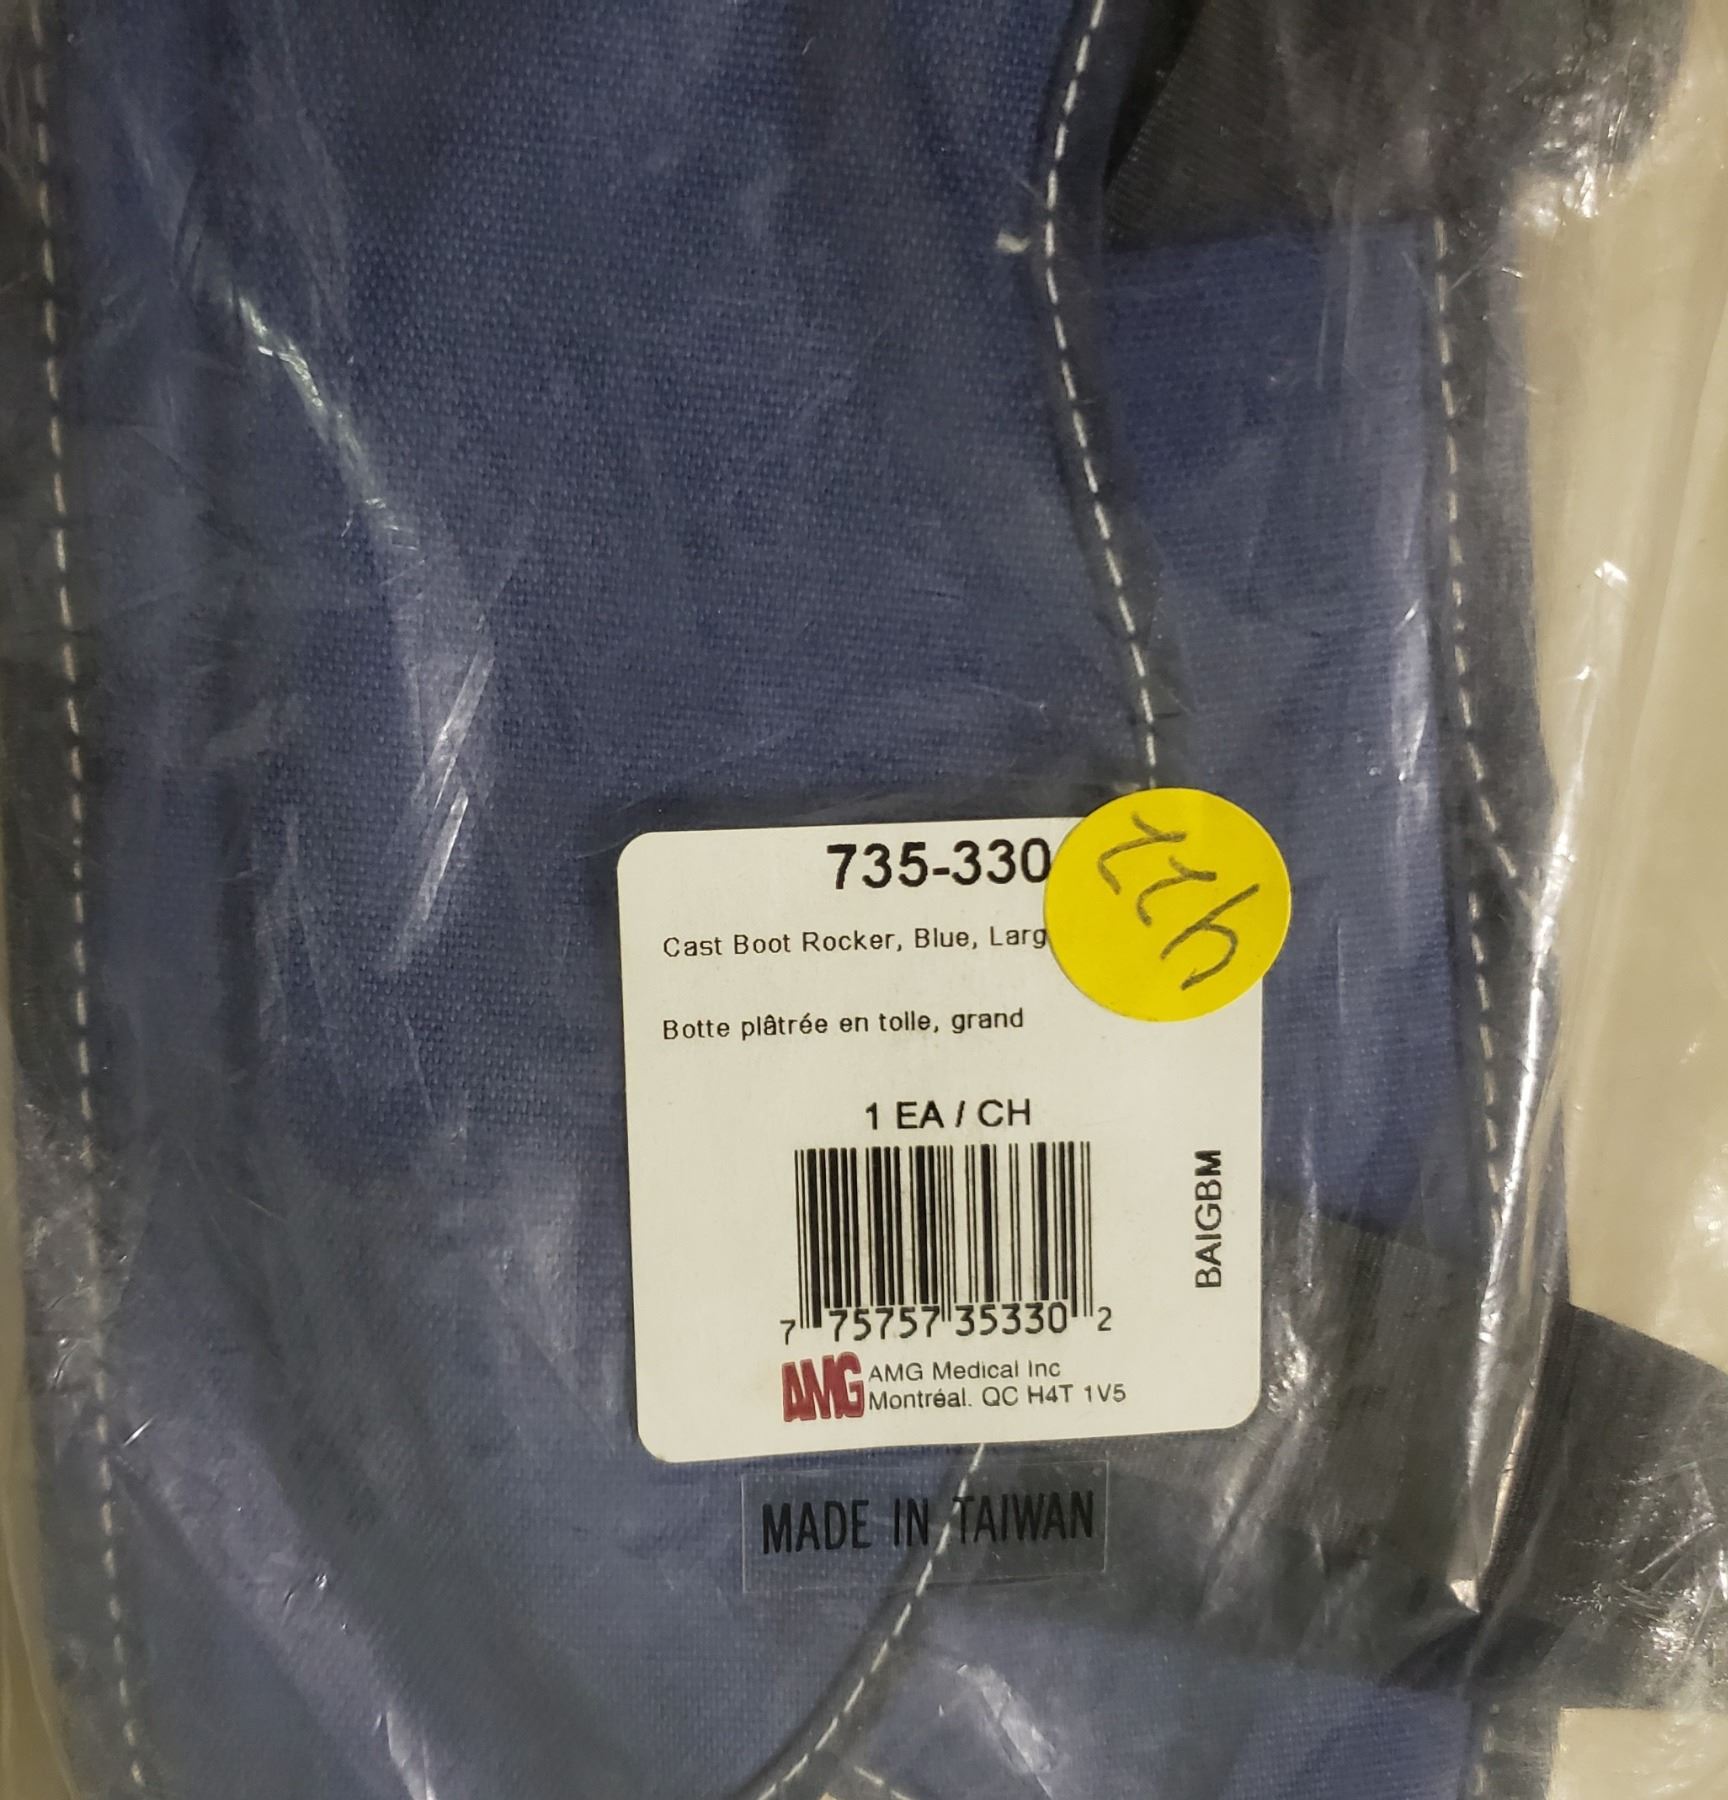 735-330
422
Cast Boot Rocker, Blue, Larg
Botte plâtrée en tolle, grand
1 EA / CH
BAIGBM
7 75757 35330 2
AMG AMG Medical Inc
Montréal. QC H4T 1V5
MADE IN TAIWAN